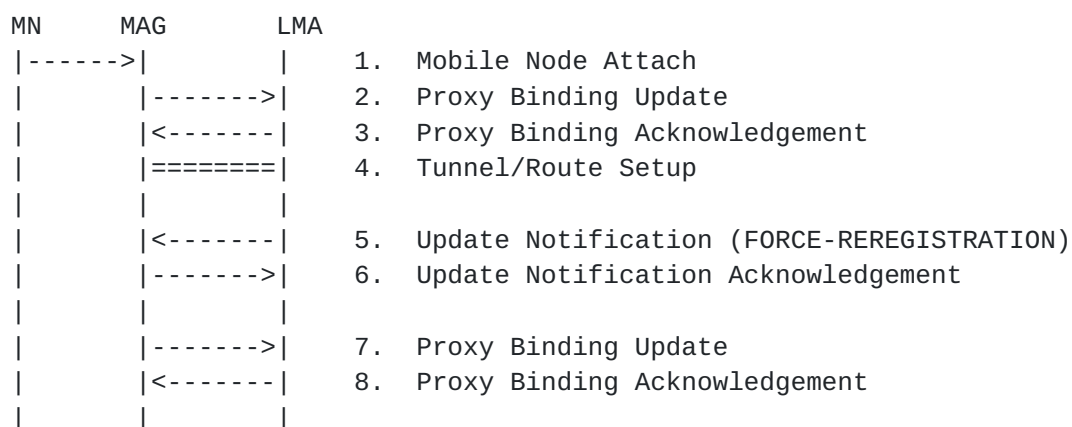 MN      MAG         LMA
|------>|        |    1.  Mobile Node Attach
|       |------->|    2.  Proxy Binding Update
|       |<-------|    3.  Proxy Binding Acknowledgement
|       |========|    4.  Tunnel/Route Setup
|       |        |
|       |<-------|    5.  Update Notification (FORCE-REREGISTRATION)
|       |------->|    6.  Update Notification Acknowledgement
|       |        |
|       |------->|    7.  Proxy Binding Update
|       |<-------|    8.  Proxy Binding Acknowledgement
|       |        |